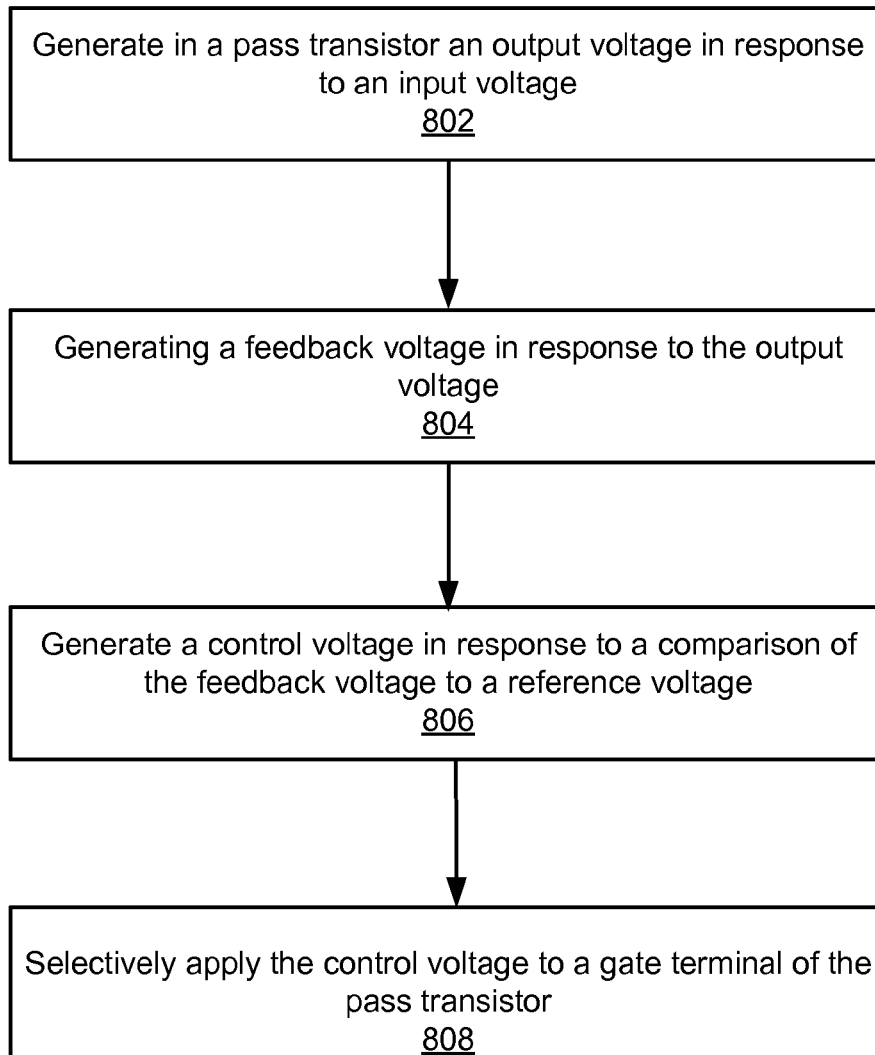 Generate in a pass transistor an output voltage in response
to an input voltage
802
Generating a feedback voltage in response to the output
voltage
804
Generate a control voltage in response to a comparison of
the feedback voltage to a reference voltage
806
Selectively apply the control voltage to a gate terminal of the
pass transistor
808